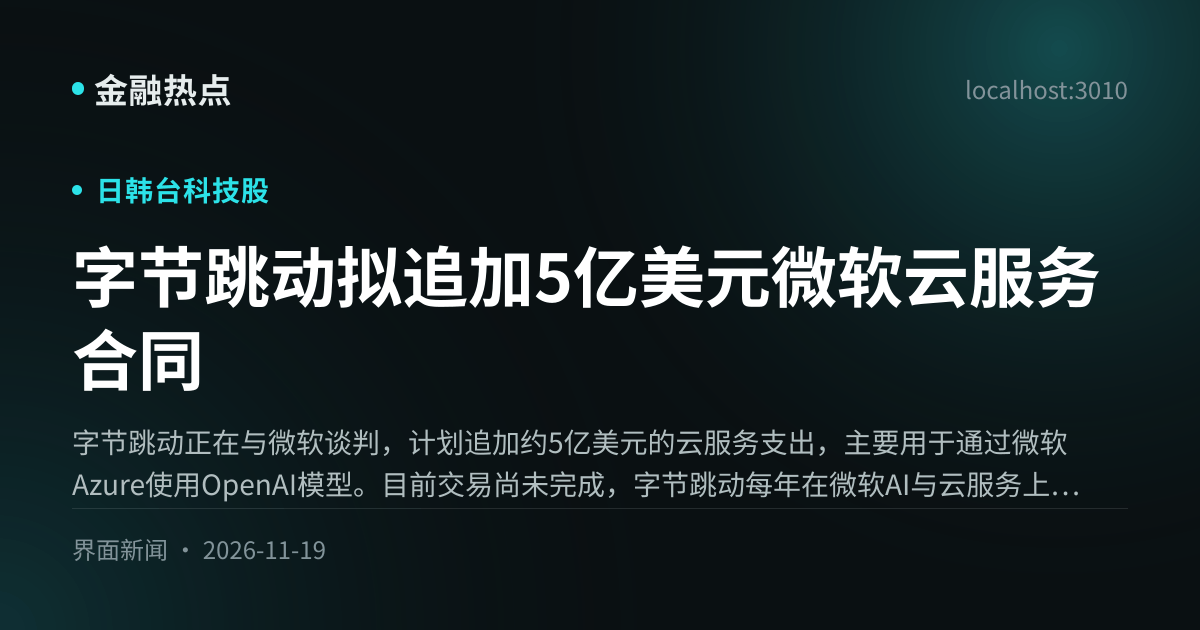 金融热点
localhost:3010
日韩台科技股
字节跳动拟追加5亿美元微软云服务
合同
字节跳动正在与微软谈判，计划追加约5亿美元的云服务支出，主要用于通过微软
Azure使用OpenAI模型。目前交易尚未完成，字节跳动每年在微软AI与云服务上…
界面新闻 • 2026-11-19